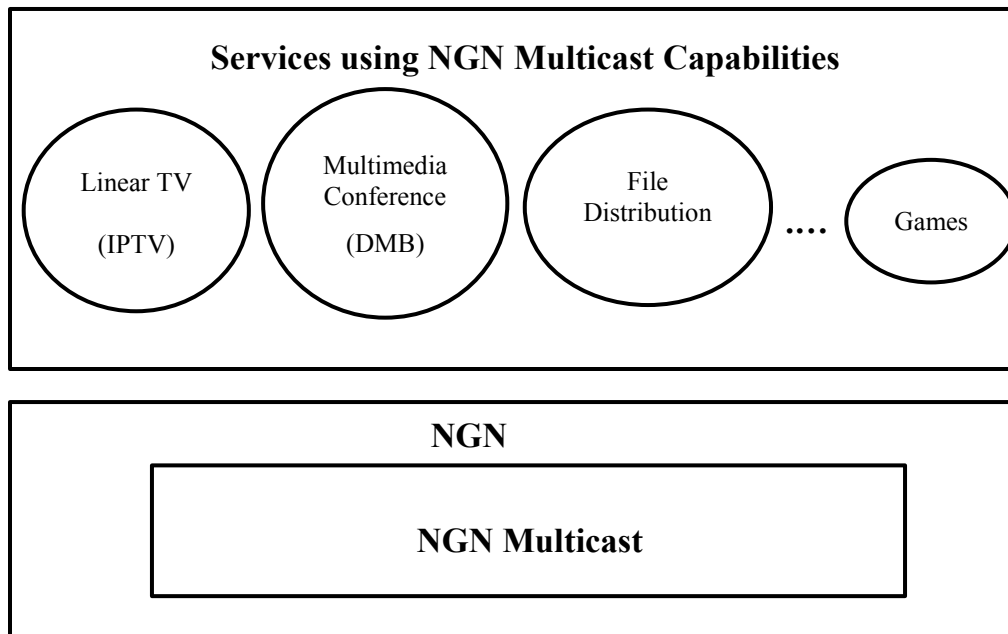 Services using NGN Multicast Capabilities
Linear TV
(IPTV)
Multimedia
Conference
(DMB)
File
Distribution
....
Games
NGN
NGN Multicast